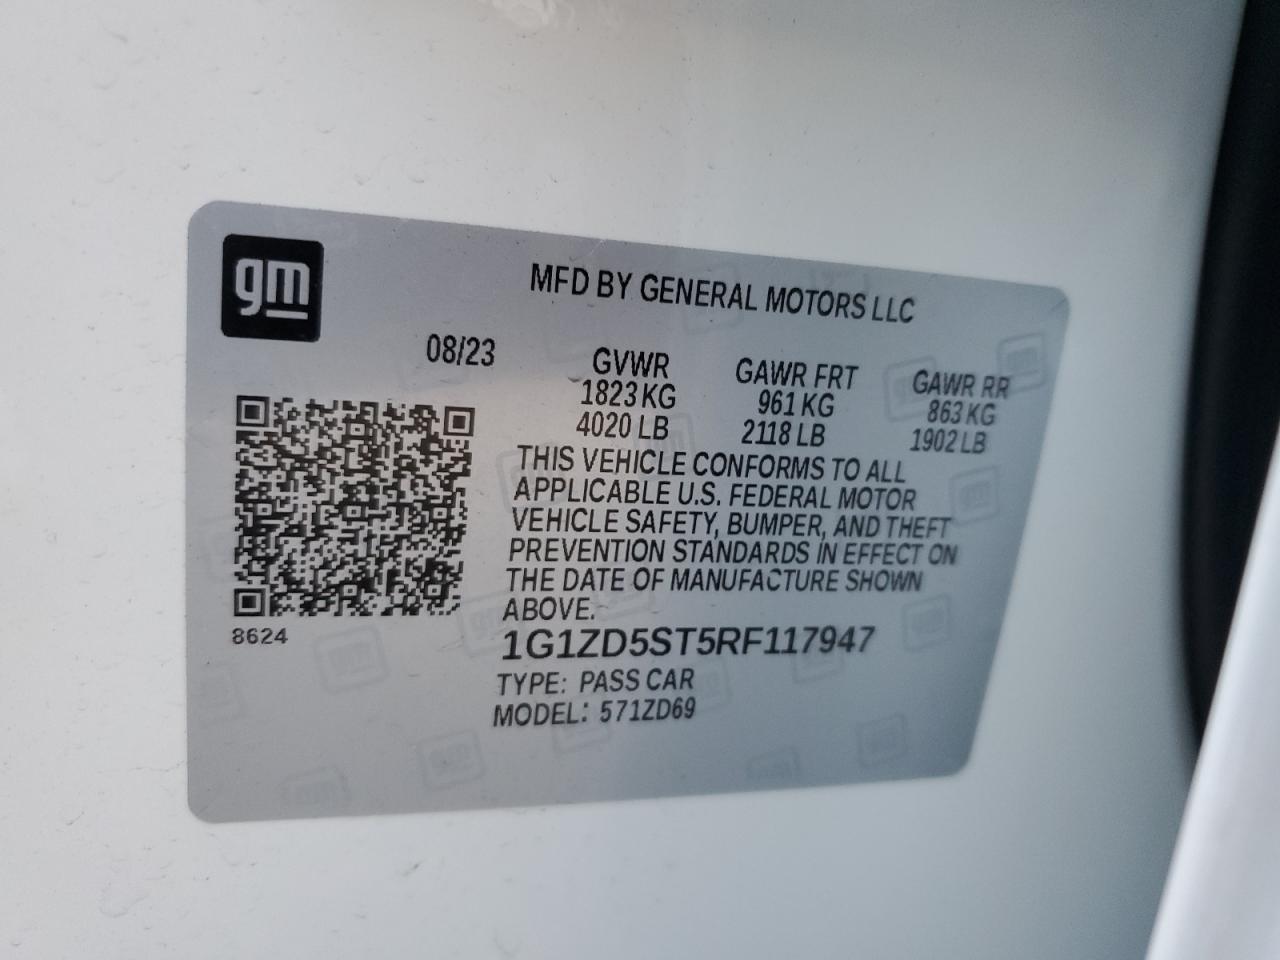 gm
MFD BY GENERAL MOTORS LLC
08/23
GVWR GAWR FRT GAWR RR
1823 KG 961 KG 863 KG
4020 LB 2118 LB 1902 LB
THIS VEHICLE CONFORMS TO ALL
APPLICABLE U.S. FEDERAL MOTOR
VEHICLE SAFETY, BUMPER, AND THEFT
PREVENTION STANDARDS IN EFFECT ON
THE DATE OF MANUFACTURE SHOWN
ABOVE.
8624
1G1ZD5ST5RF117947
TYPE: PASS CAR
MODEL: 571ZD69